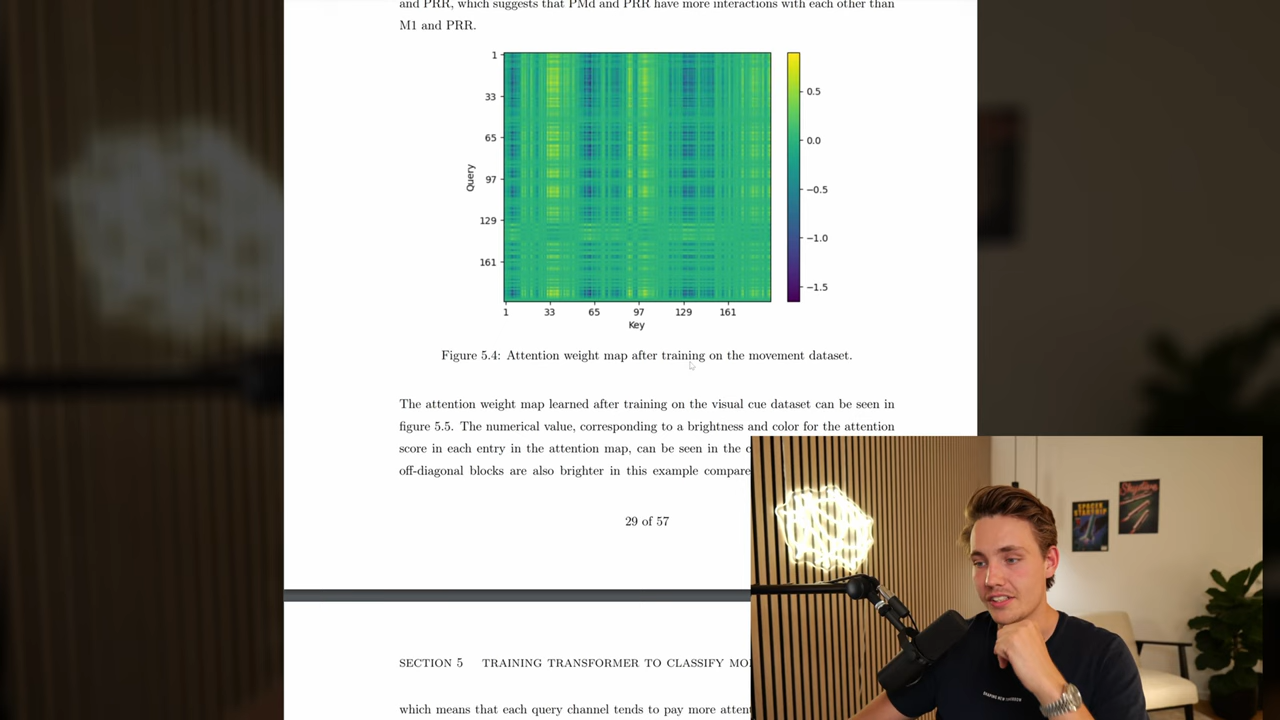 and PRR, which suggests that PMd and PRR have more interactions with each other than
M1 and PRR.
1
33
65
97
129
161
Query
1
33
65
97
129
161
Key
0.5
0.0
−0.5
−1.0
−1.5
Figure 5.4: Attention weight map after training on the movement dataset.
The attention weight map learned after training on the visual cue dataset can be seen in
figure 5.5. The numerical value, corresponding to a brightness and color for the attention
score in each entry in the attention map, can be seen in the
off-diagonal blocks are also brighter in this example
29 of 57
SECTION 5 TRAINING TRANSFORMER TO CLASSIFY
which means that each query channel tends to pay more
SPACEX
STARSHIP